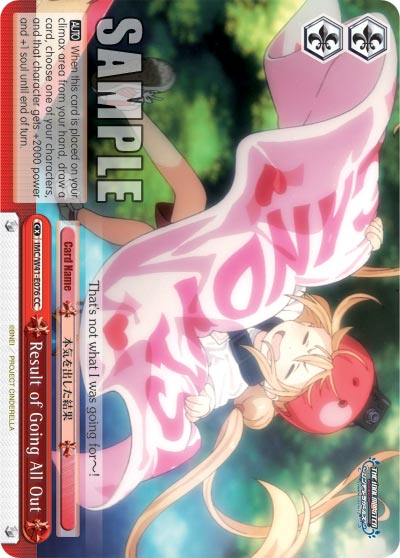 SAMPLE
[AUTO] When this card is placed on your
climax area from your hand, draw a
card, choose one of your characters,
and that character gets +2000 power
and +1 soul until end of turn.
That's not what I was going for~!
Card Name
本気を出した結果
CX
IMC/W41-E076 CC
Result of Going All Out
©BNEI / PROJECT CINDERELLA
THE IDOLM@STER